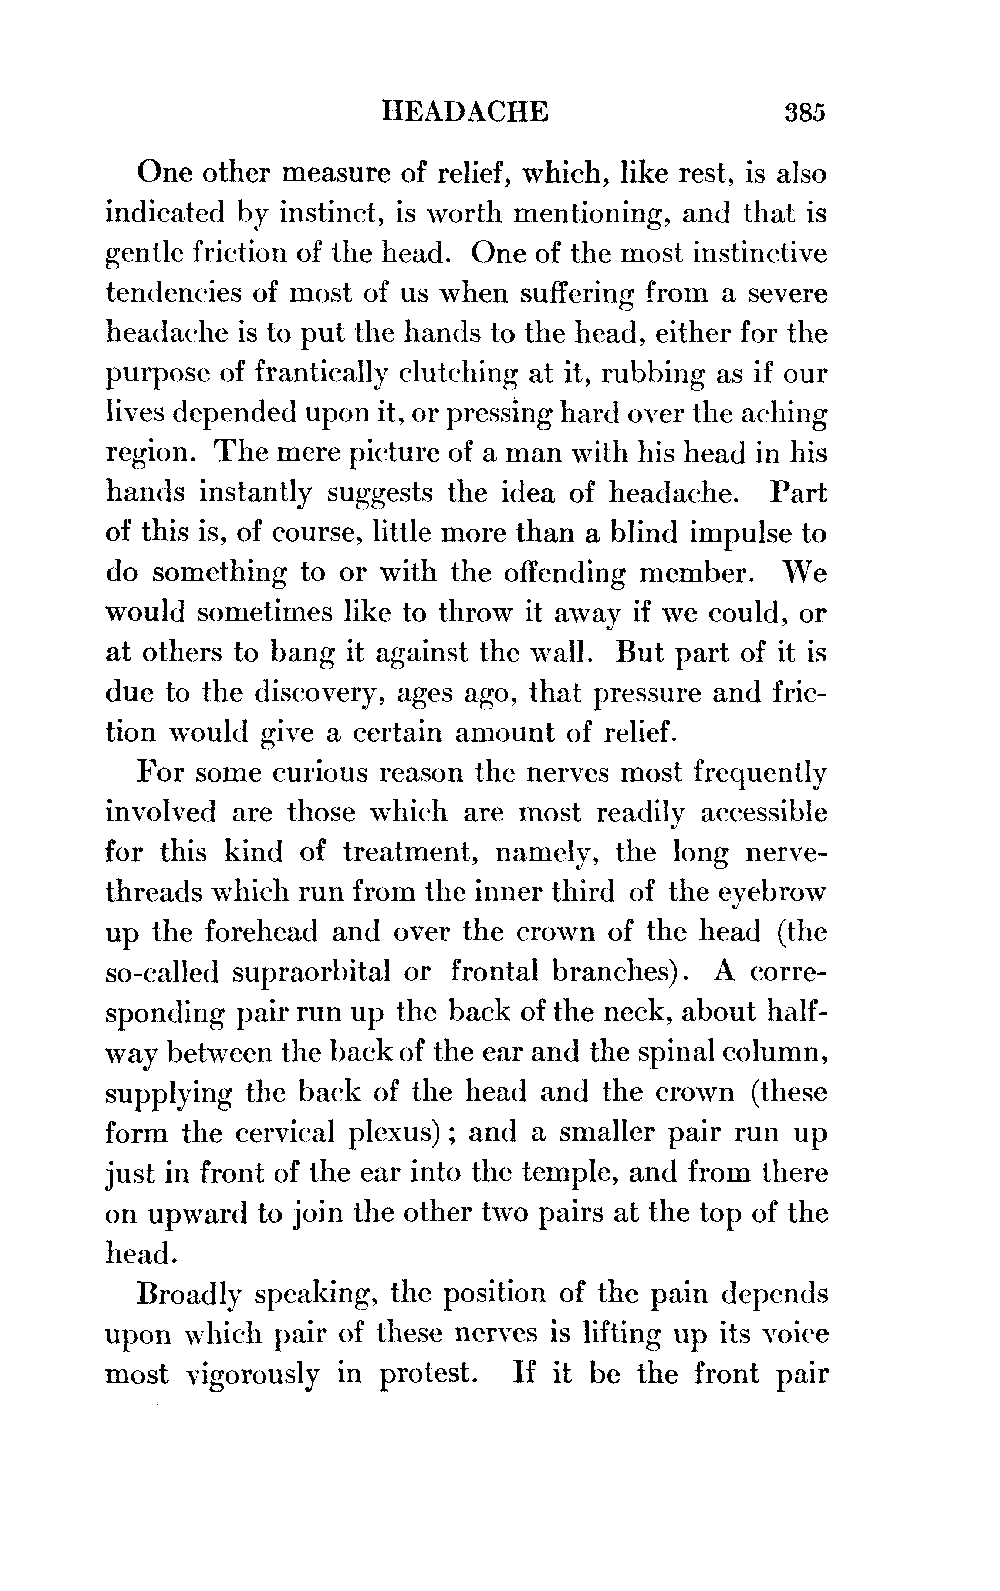 HEADACHE 385
One other measure of relief, which, like rest, is also
indicated by instinct, is worth mentioning, and that is
gentle friction of the head. One of the most instinctive
tendencies of most of us when suffering from a severe
headache is to put the hands to the head, either for the
purpose of frantically clutching at it, rubbing as if our
lives depended upon it, or pressing hard over the aching
region. The mere picture of a man with his head in his
hands instantly suggests the idea of headache. Part
of this is, of course, little more than a blind impulse to
do something to or with the offending member. We
would sometimes like to throw it away if we could, or
at others to bang it against the wall. But part of it is
due to the discovery, ages ago, that pressure and fric-
tion would give a certain amount of relief.
For some curious reason the nerves most frequently
involved are those which are most readily accessible
for this kind of treatment, namely, the long nerve-
threads which run from the inner third of the eyebrow
up the forehead and over the crown of the head (the
so-called supraorbital or frontal branches). A corre-
sponding pair run up the back of the neck, about half-
way between the back of the ear and the spinal column,
supplying the back of the head and the crown (these
form the cervical plexus); and a smaller pair run up
just in front of the ear into the temple, and from there
on upward to join the other two pairs at the top of the
head.
Broadly speaking, the position of the pain depends
upon which pair of these nerves is lifting up its voice
most vigorously in protest. If it be the front pair